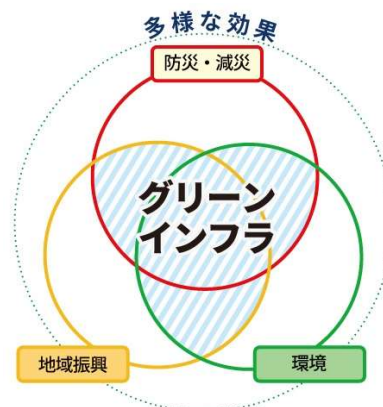 多様な効果
防災・減災
グリーン
インフラ
地域振興
環境